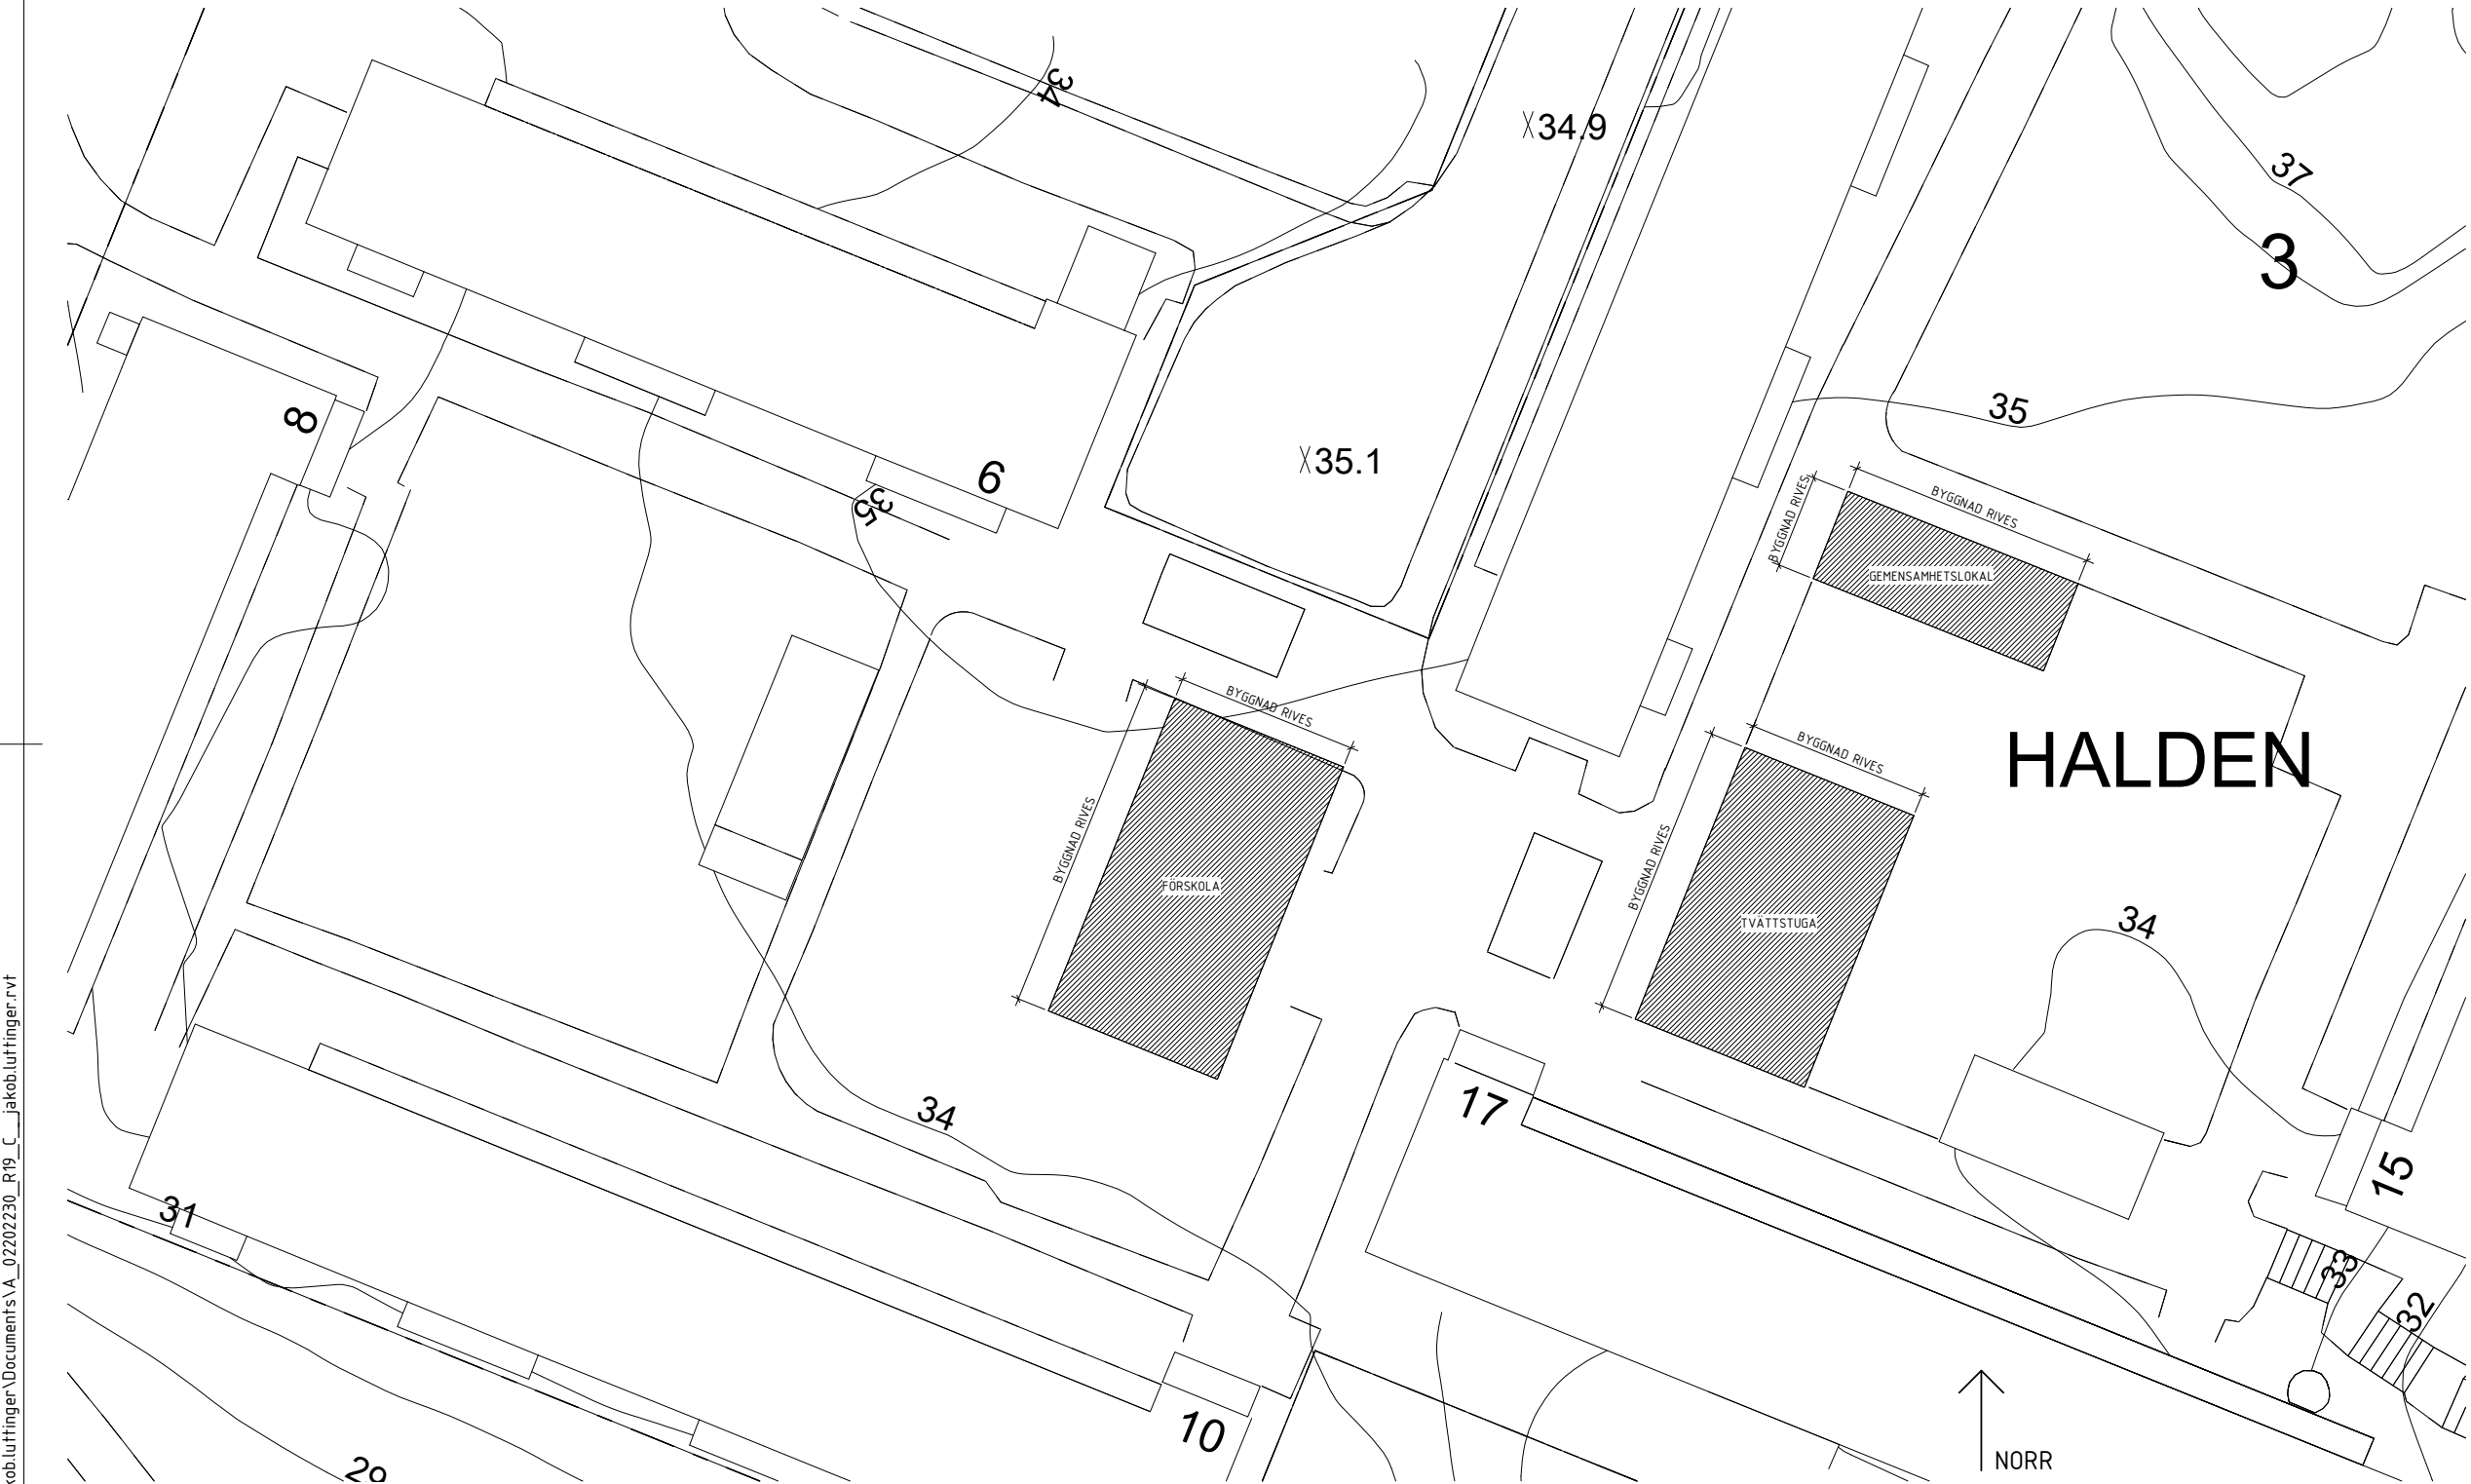 34
34.9
37
3
8
6
35
35.1
35
BYGGNAD RIVES
BYGGNAD RIVES
GEMENSAMHETSLOKAL
BYGGNAD RIVES
BYGGNAD RIVES
FÖRSKOLA
BYGGNAD RIVES
BYGGNAD RIVES
TVÄTTSTUGA
HALDEN
34
34
17
15
31
33
32
10
29
NORR
kob.luttinger\Documents\A_02202230_R19_C__jakob.luttinger.rvt